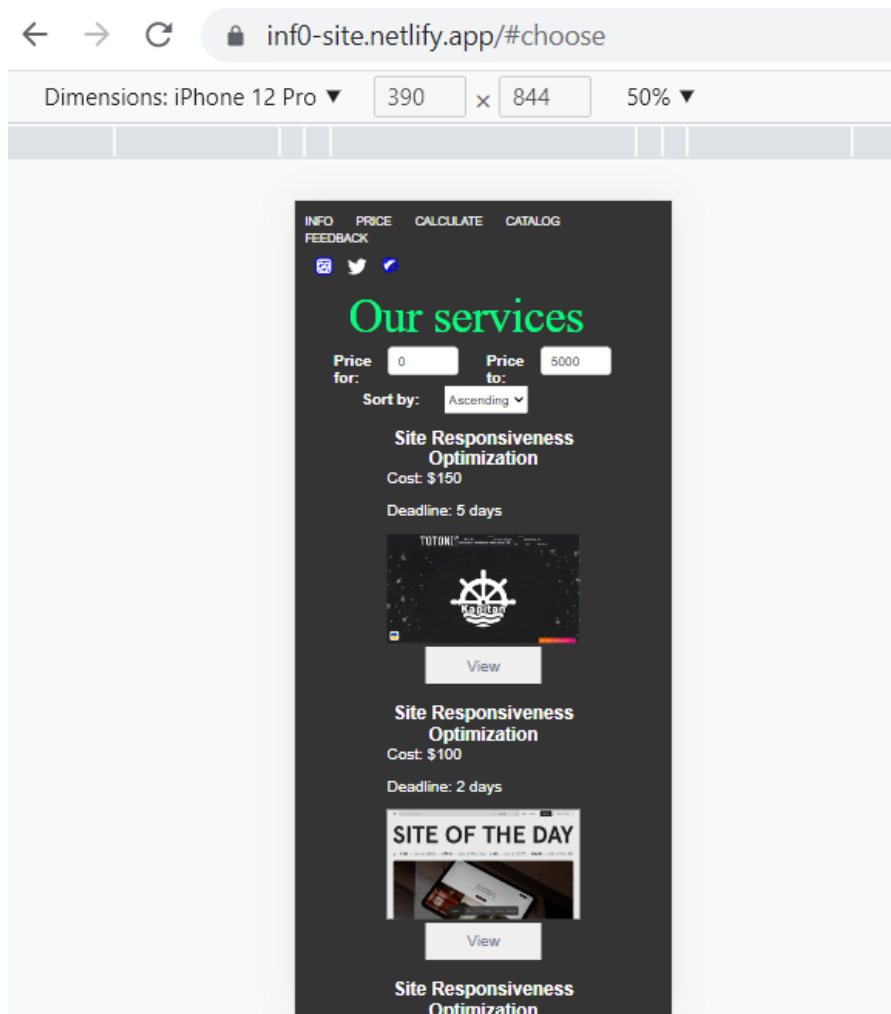 inf0-site.netlify.app/#choose
Dimensions: iPhone 12 Pro ▼ 390 × 844 50% ▼
INFO PRICE CALCULATE CATALOG
FEEDBACK
Our services
Price for: 0 Price to: 5000
Sort by: Ascending
Site Responsiveness
Optimization
Cost: $150
Deadline: 5 days
Kapitan
View
Site Responsiveness
Optimization
Cost: $100
Deadline: 2 days
SITE OF THE DAY
View
Site Responsiveness
Optimization